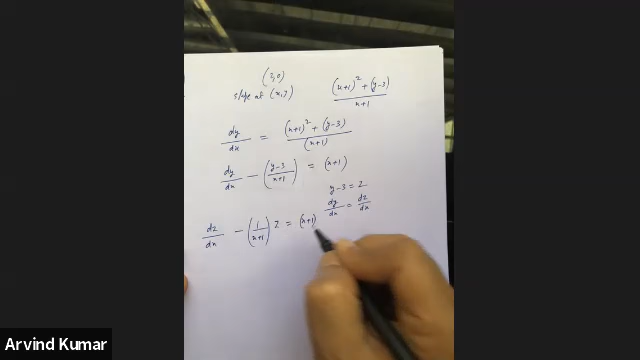 (2,0)
slope at (x,y) ((x+1)² + (y-3))/(x+1)
dy/dx = ((x+1)² + (y-3))/(x+1)
dy/dx - ((y-3)/(x+1)) = (x+1)
y-3 = z
dy/dx = dz/dx
dz/dx - (1/(x+1)) z = (x+1)
Arvind Kumar